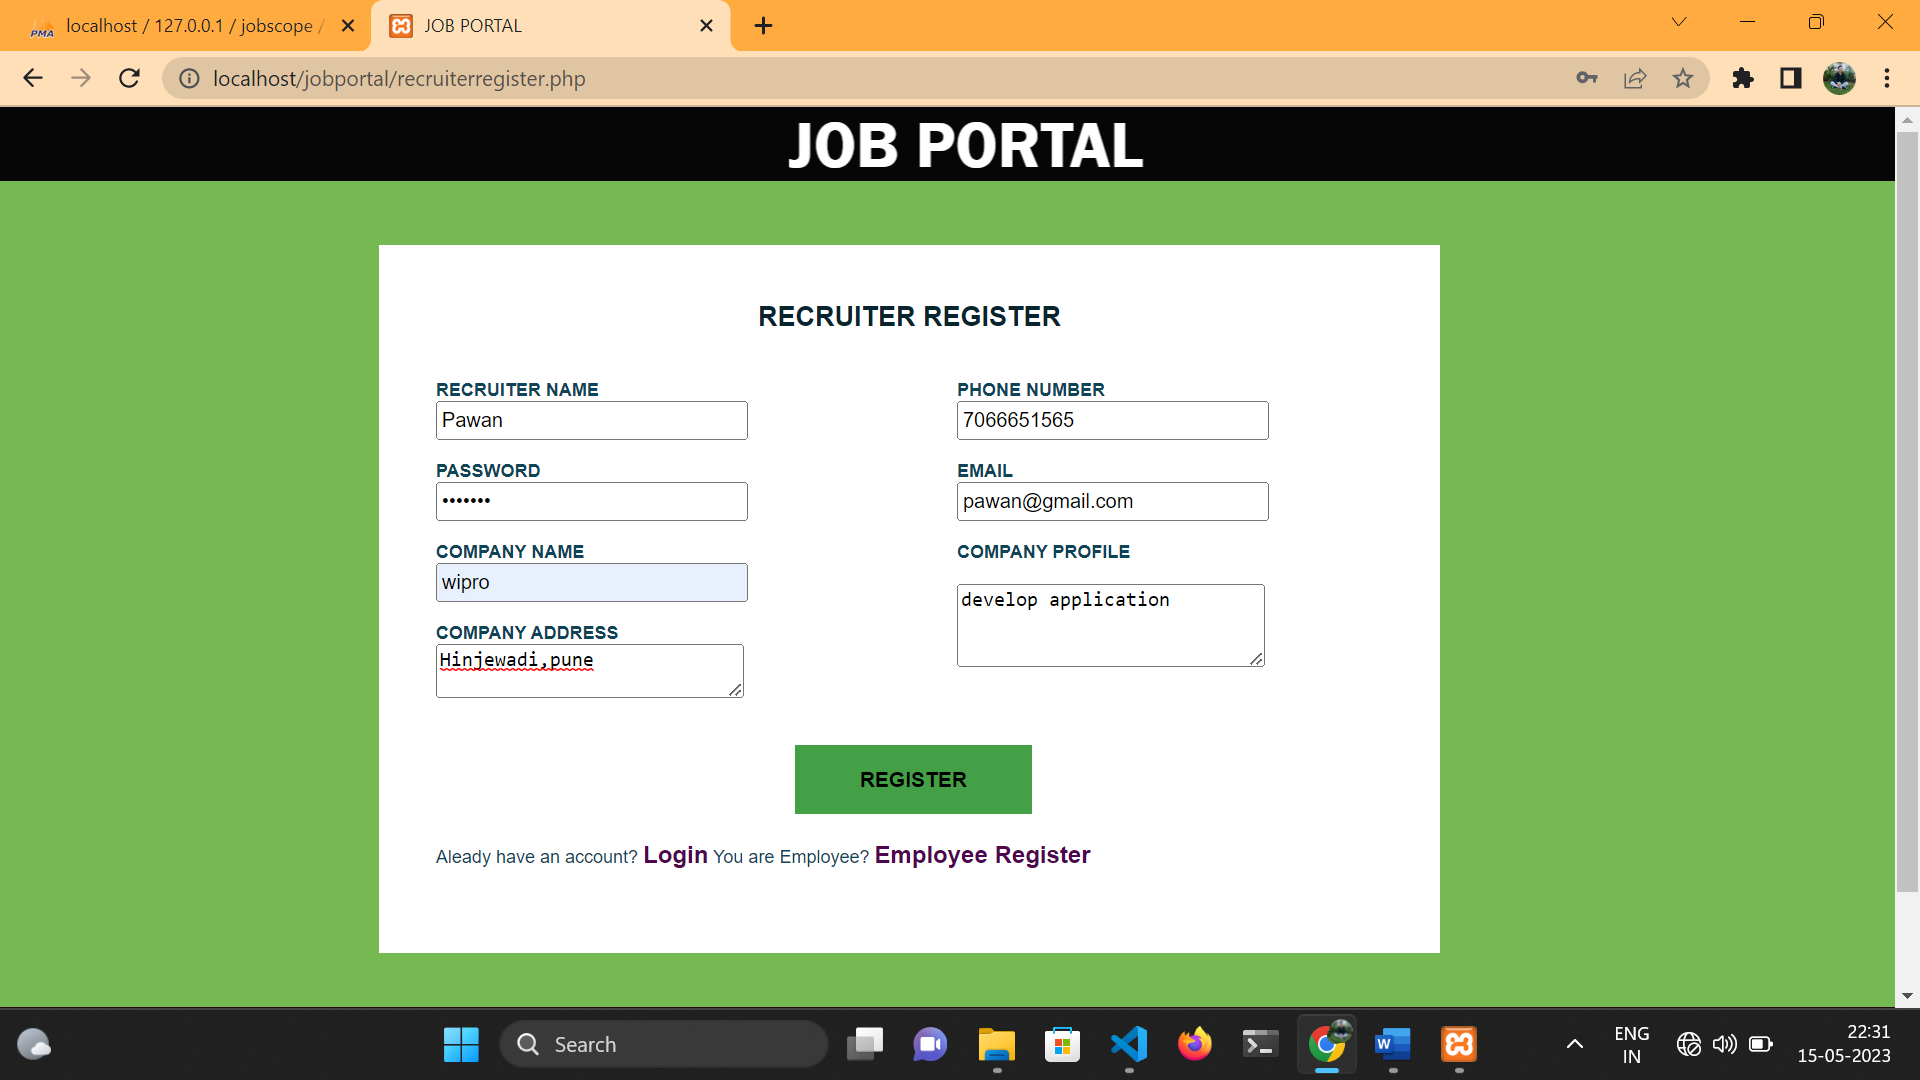 localhost / 127.0.0.1 / jobscope /
JOB PORTAL
localhost/jobportal/recruiterregister.php
JOB PORTAL
RECRUITER REGISTER
RECRUITER NAME
Pawan
PHONE NUMBER
7066651565
PASSWORD
•••••••
EMAIL
pawan@gmail.com
COMPANY NAME
wipro
COMPANY PROFILE
develop application
COMPANY ADDRESS
Hinjewadi,pune
REGISTER
Aleady have an account? Login You are Employee? Employee Register
Search
ENG
IN
22:31
15-05-2023
PMA
W